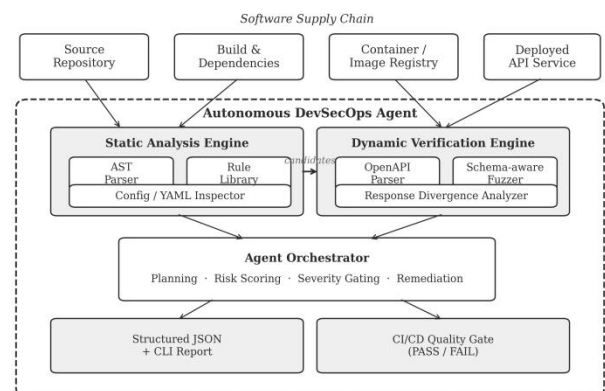 Software Supply Chain
Source
Repository
Build &
Dependencies
Container /
Image Registry
Deployed
API Service
Autonomous DevSecOps Agent
Static Analysis Engine
AST
Parser
Rule
Library
Config / YAML Inspector
candidates
Dynamic Verification Engine
OpenAPI
Parser
Schema-aware
Fuzzer
Response Divergence Analyzer
Agent Orchestrator
Planning · Risk Scoring · Severity Gating · Remediation
Structured JSON
+ CLI Report
CI/CD Quality Gate
(PASS / FAIL)